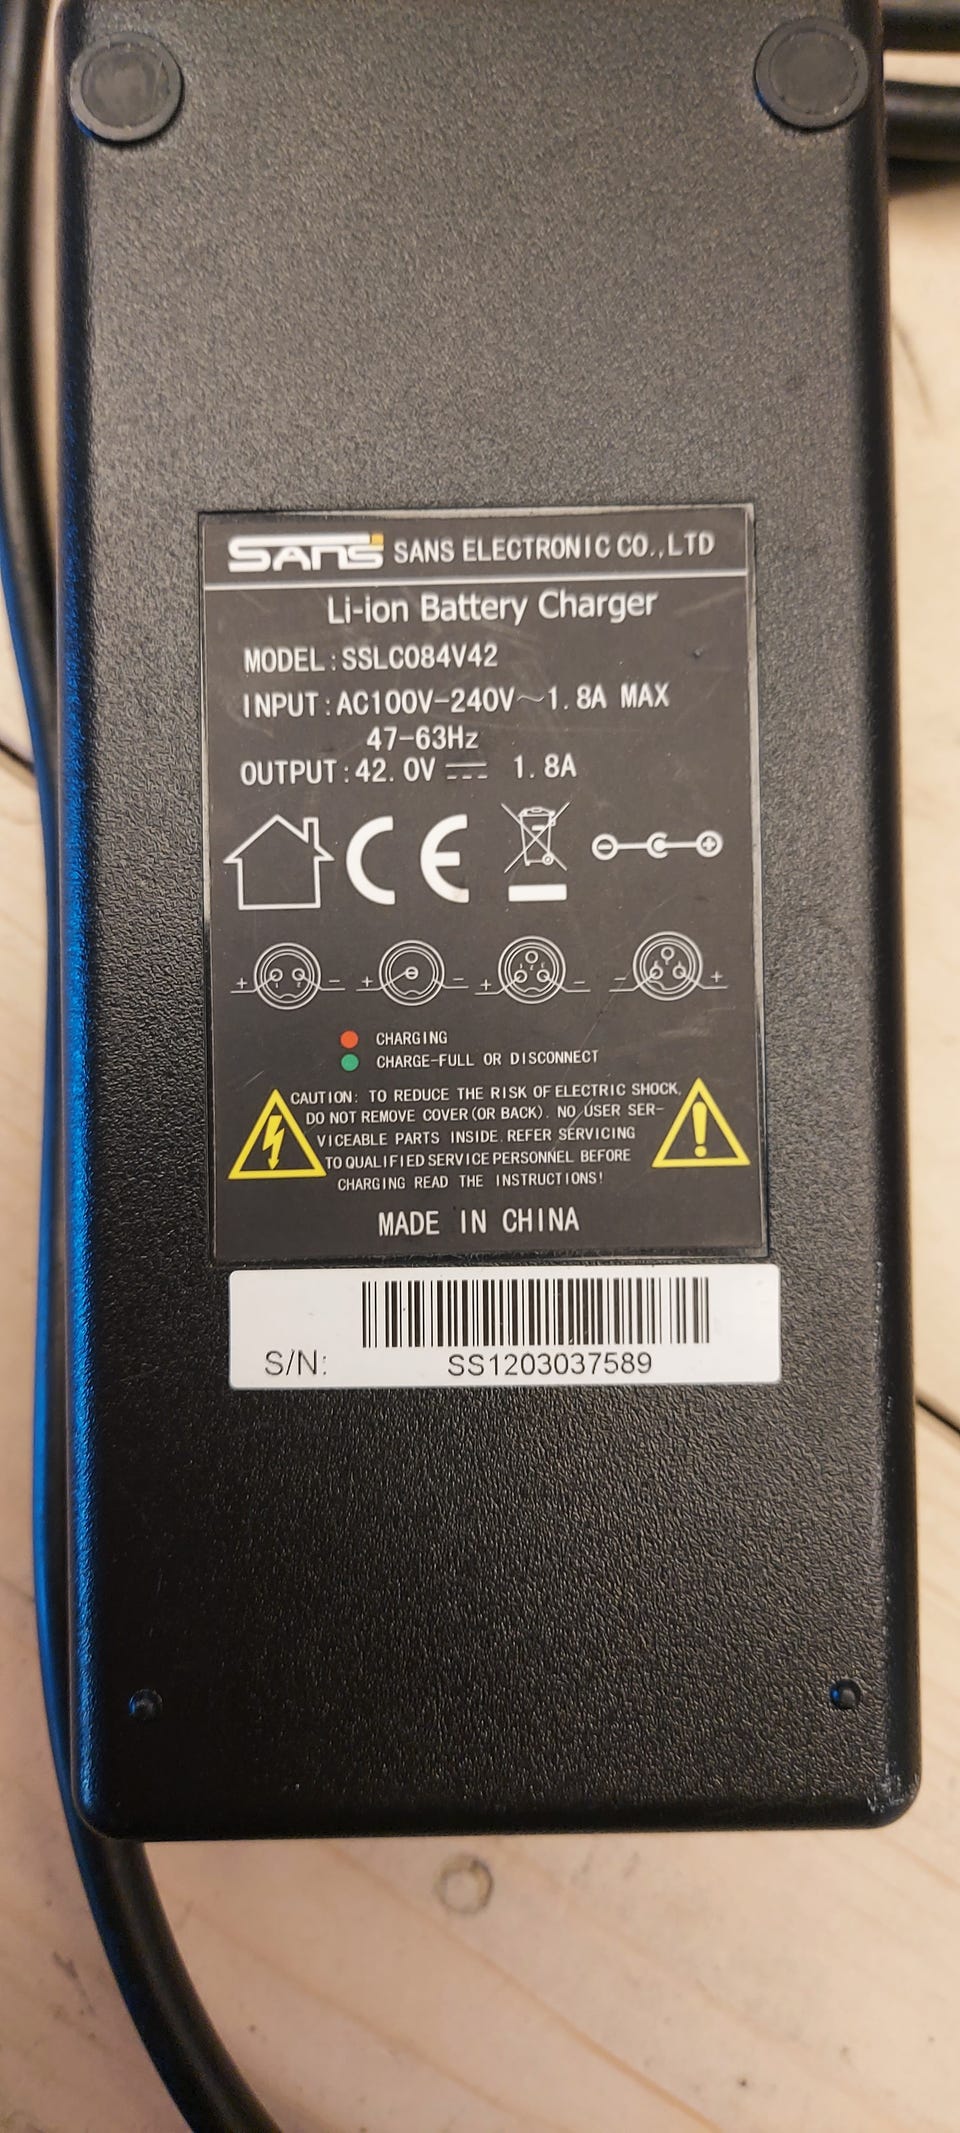 SANS SANS ELECTRONIC CO.,LTD
Li-ion Battery Charger
MODEL:SSLC084V42
INPUT:AC100V-240V~1.8A MAX
47-63Hz
OUTPUT:42.0V ⎓ 1.8A
CE
+ - + - + - - +
CHARGING
CHARGE-FULL OR DISCONNECT
CAUTION: TO REDUCE THE RISK OF ELECTRIC SHOCK,
DO NOT REMOVE COVER(OR BACK). NO USER SER-
VICEABLE PARTS INSIDE. REFER SERVICING
TO QUALIFIED SERVICE PERSONNEL BEFORE
CHARGING READ THE INSTRUCTIONS!
MADE IN CHINA
S/N: SS1203037589